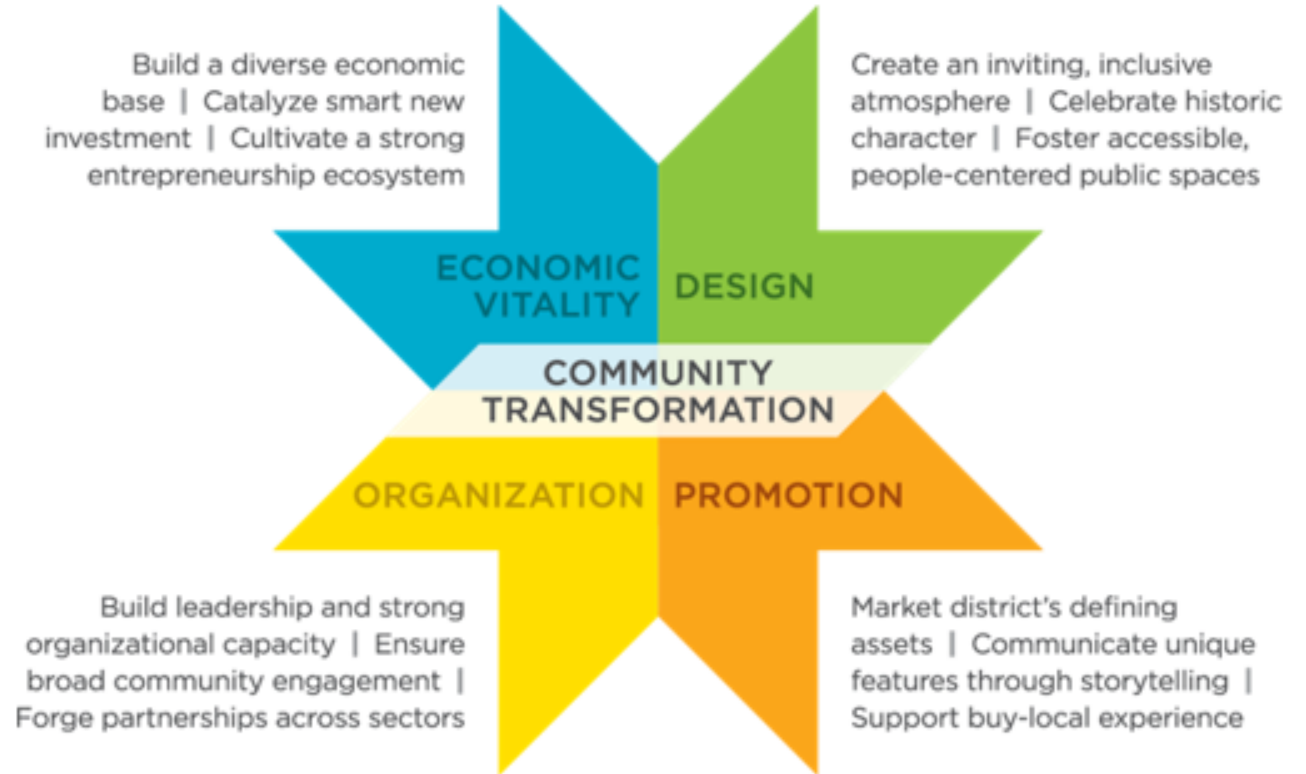 Build a diverse economic
base | Catalyze smart new
investment | Cultivate a strong
entrepreneurship ecosystem
Create an inviting, inclusive
atmosphere | Celebrate historic
character | Foster accessible,
people-centered public spaces
ECONOMIC
VITALITY
DESIGN
COMMUNITY
TRANSFORMATION
ORGANIZATION
PROMOTION
Build leadership and strong
organizational capacity | Ensure
broad community engagement |
Forge partnerships across sectors
Market district's defining
assets | Communicate unique
features through storytelling |
Support buy-local experience